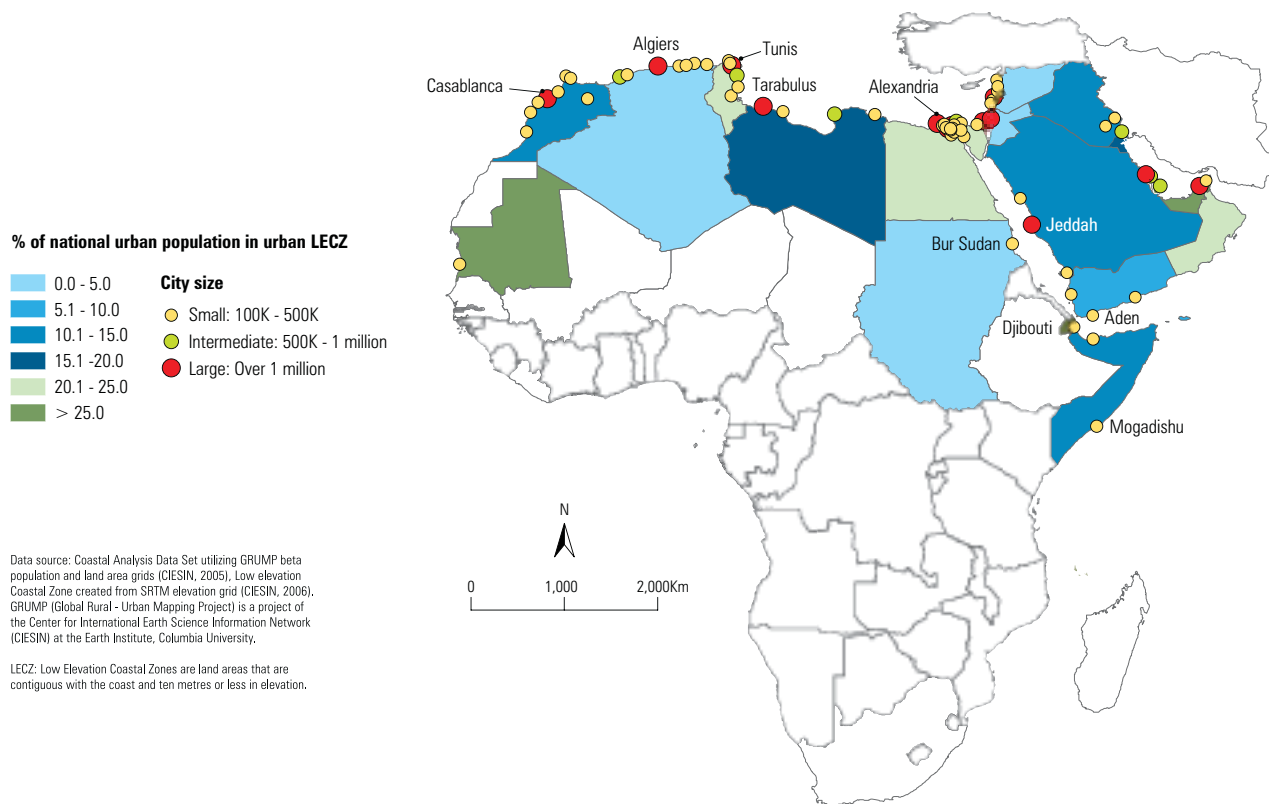 % of national urban population in urban LECZ
0.0 - 5.0
5.1 - 10.0
10.1 - 15.0
15.1 -20.0
20.1 - 25.0
> 25.0
City size
Small: 100K - 500K
Intermediate: 500K - 1 million
Large: Over 1 million
Casablanca
Algiers
Tunis
Tarabulus
Alexandria
Jeddah
Bur Sudan
Djibouti
Aden
Mogadishu
N
0 1,000 2,000Km
Data source: Coastal Analysis Data Set utilizing GRUMP beta
population and land area grids (CIESIN, 2005), Low elevation
Coastal Zone created from SRTM elevation grid (CIESIN, 2006).
GRUMP (Global Rural - Urban Mapping Project) is a project of
the Center for International Earth Science Information Network
(CIESIN) at the Earth Institute, Columbia University.
LECZ: Low Elevation Coastal Zones are land areas that are
contiguous with the coast and ten metres or less in elevation.